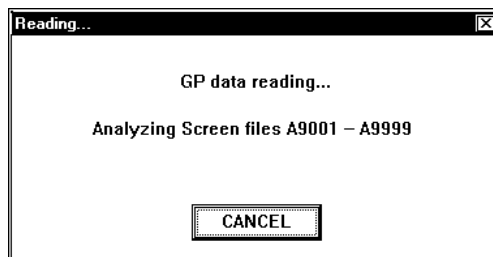 Reading...
GP data reading...
Analyzing Screen files A9001 – A9999
CANCEL